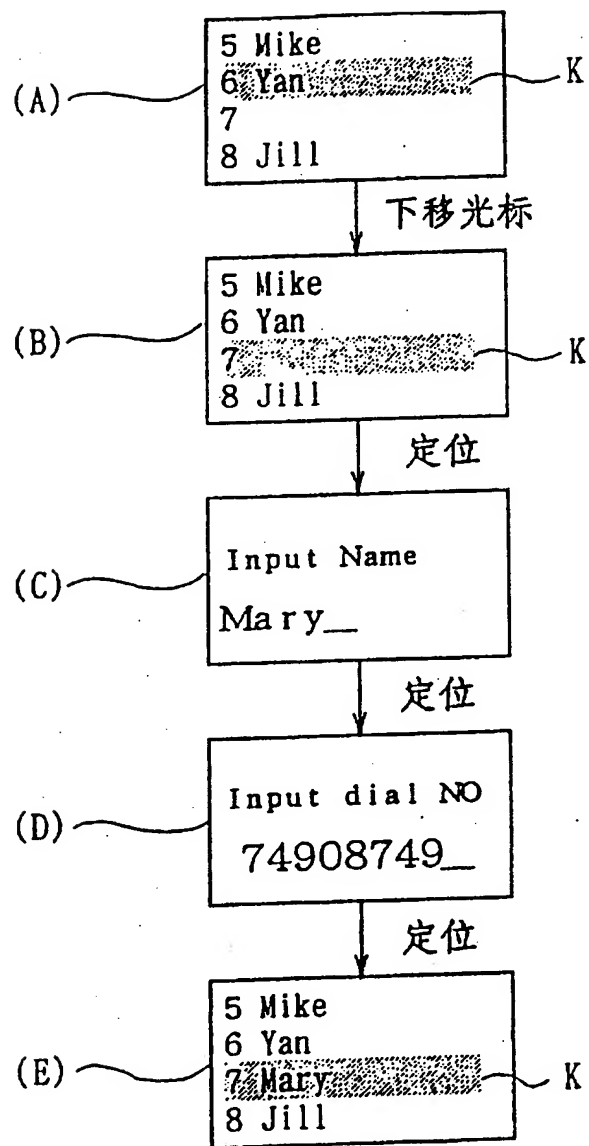 5 Mike
(A) 6 Yan K
7
8 Jill
下移光标
5 Mike
6 Yan
(B) 7 K
8 Jill
定位
Input Name
(C) Mary_
定位
Input dial NO
(D) 74908749_
定位
5 Mike
6 Yan
(E) 7 Mary K
8 Jill